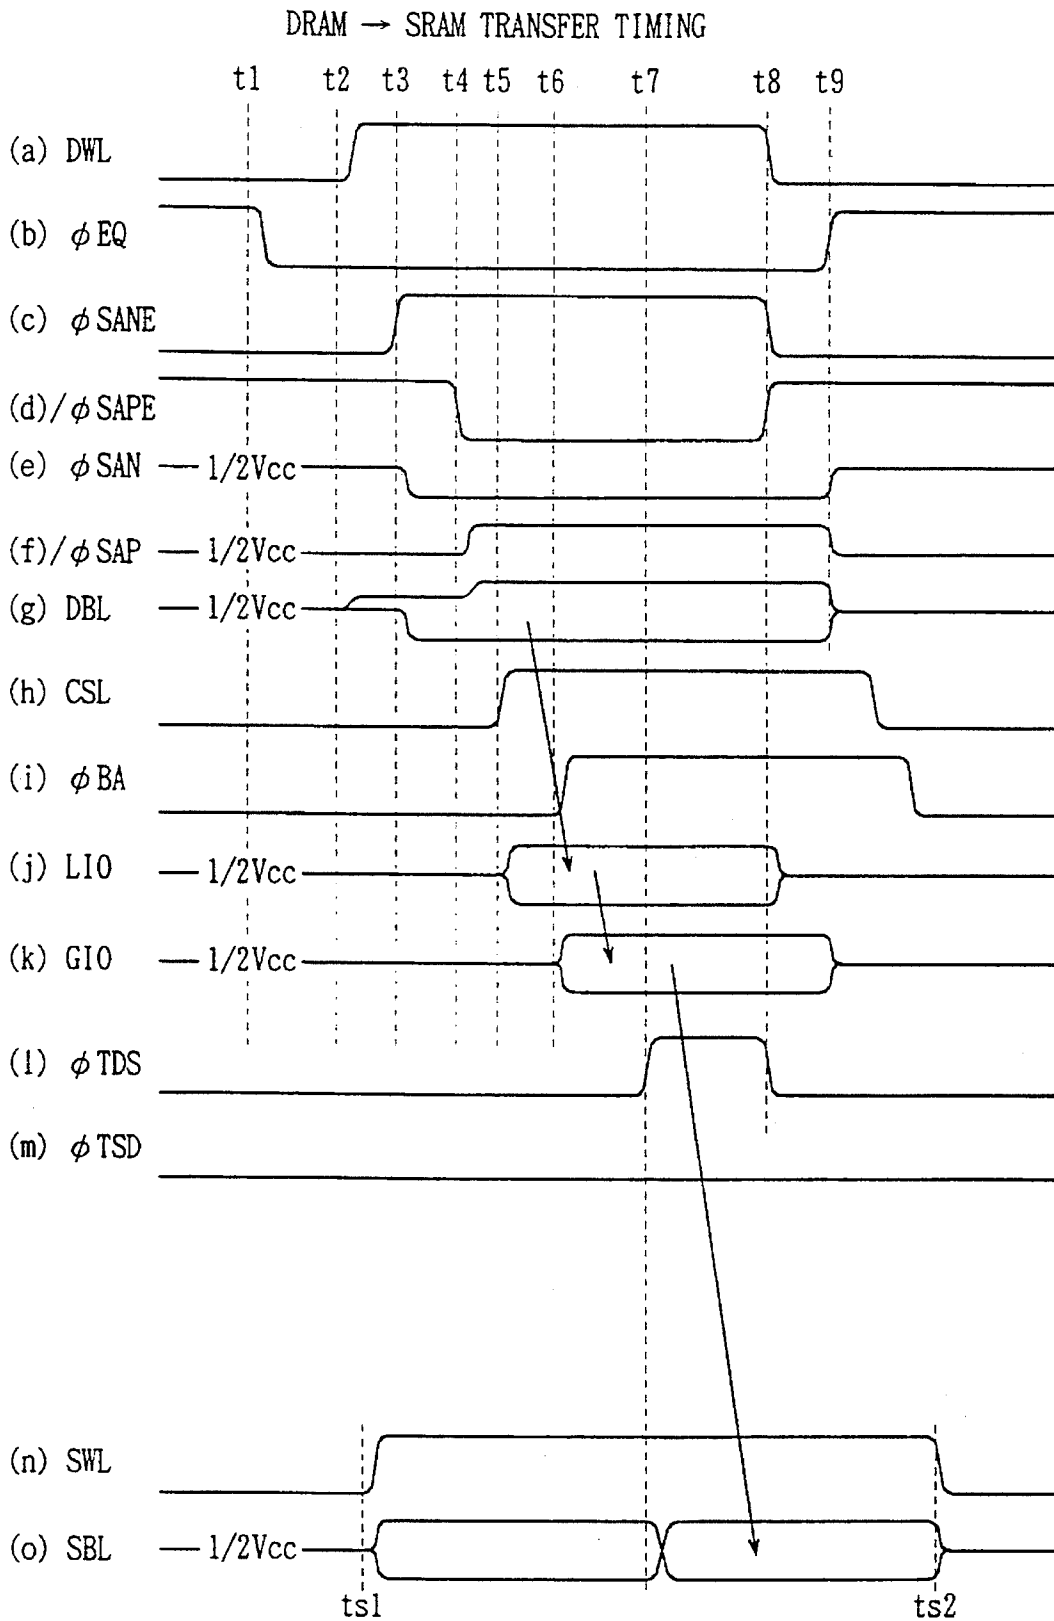 DRAM → SRAM TRANSFER TIMING
t1 t2 t3 t4 t5 t6 t7 t8 t9
(a) DWL
(b) φEQ
(c) φSANE
(d)/φSAPE
(e) φSAN 1/2Vcc
(f)/φSAP 1/2Vcc
(g) DBL 1/2Vcc
(h) CSL
(i) φBA
(j) LIO 1/2Vcc
(k) GIO 1/2Vcc
(l) φTDS
(m) φTSD
(n) SWL
(o) SBL 1/2Vcc
ts1 ts2